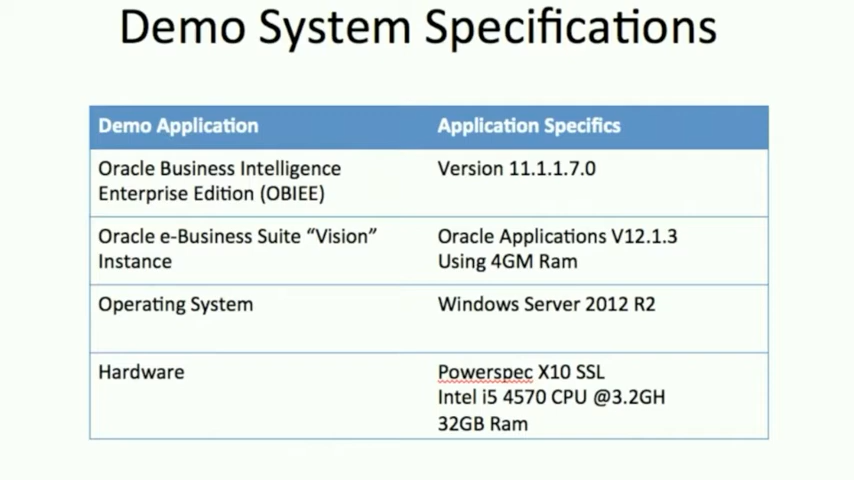 Demo System Specifications
Demo Application
Application Specifics
Oracle Business Intelligence
Enterprise Edition (OBIEE)
Version 11.1.1.7.0
Oracle e-Business Suite “Vision”
Instance
Oracle Applications V12.1.3
Using 4GM Ram
Operating System
Windows Server 2012 R2
Hardware
Powerspec X10 SSL
Intel i5 4570 CPU @3.2GH
32GB Ram